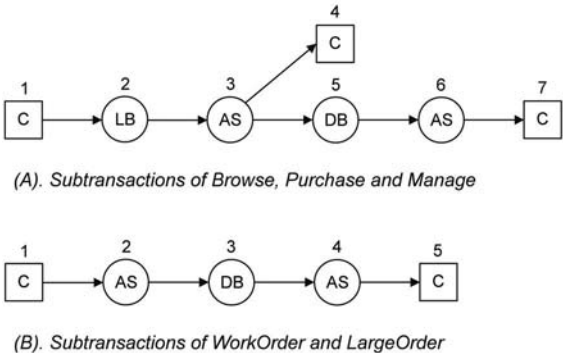 4
C
1 2 3 5 6 7
C LB AS DB AS C
(A). Subtransactions of Browse, Purchase and Manage
1 2 3 4 5
C AS DB AS C
(B). Subtransactions of WorkOrder and LargeOrder